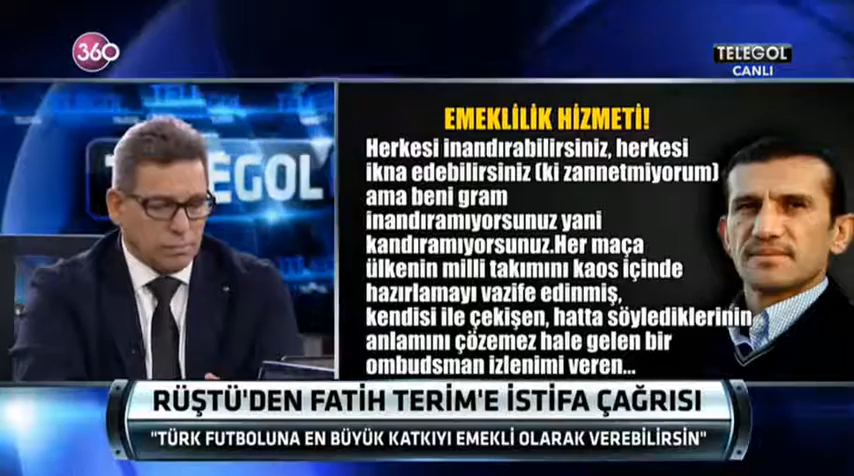 360
TELEGOL
CANLI
TELEGOL
EMEKLİLİK HİZMETİ!
Herkesi inandırabilirsiniz, herkesi
ikna edebilirsiniz (ki zannetmiyorum)
ama beni gram
inandıramıyorsunuz yani
kandıramıyorsunuz.Her maça
ülkenin milli takımını kaos içinde
hazırlamayı vazife edinmiş,
kendisi ile çekişen, hatta söylediklerinin
anlamını çözemez hale gelen bir
ombudsman izlenimi veren...
RÜŞTÜ'DEN FATİH TERİM'E İSTİFA ÇAĞRISI
"TÜRK FUTBOLUNA EN BÜYÜK KATKIYI EMEKLİ OLARAK VEREBİLİRSİN"